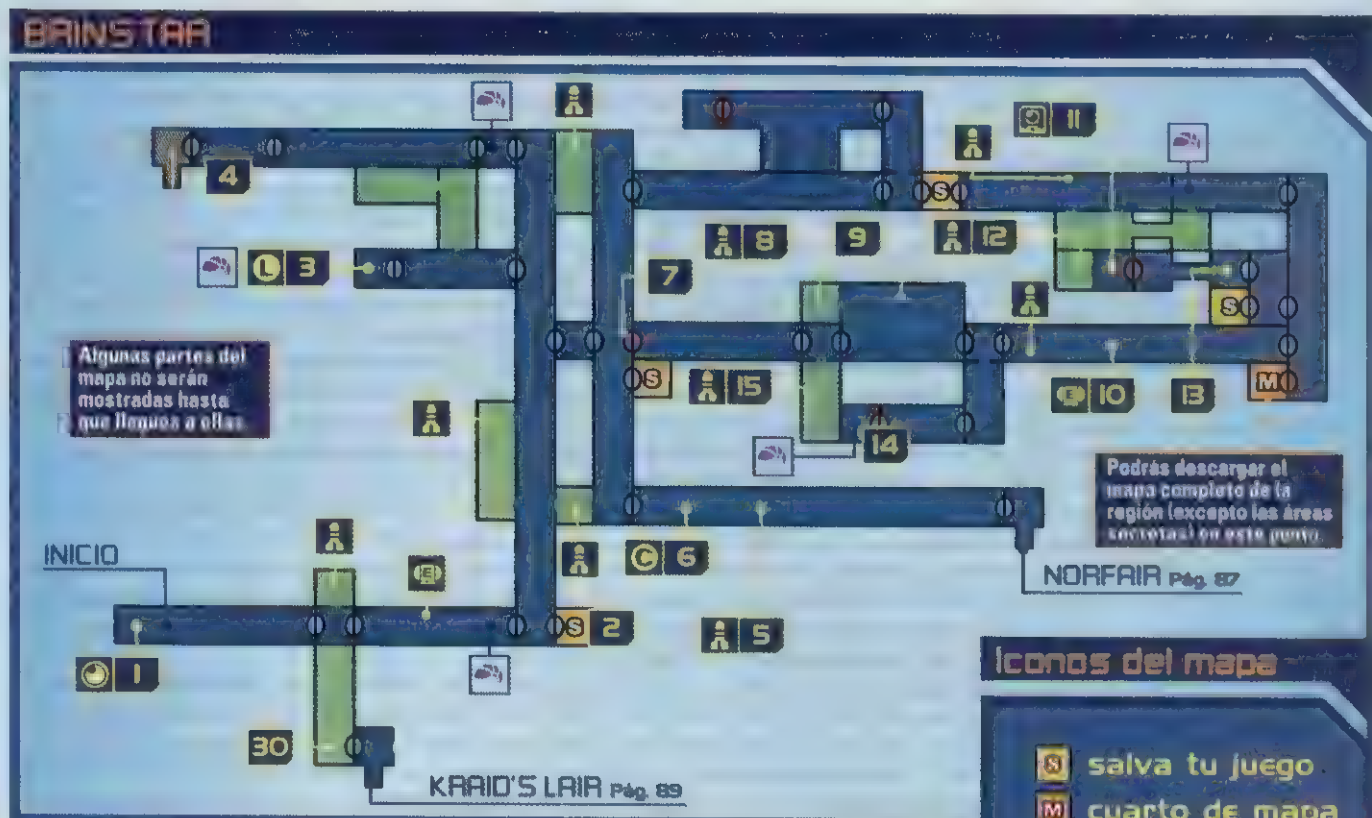 BRINSTAR
11
4
8
9
12
L 3
7
S
S
Algunas partes del
mapa no serán
mostradas hasta
que llegues a ellas.
S
15
E 10
13
M
14
Podrás descargar el
mapa completo de la
región (excepto las áreas
secretas) en este punto.
INICIO
E
C 6
NORFAIR Pág. 87
1
S 2
5
Iconos del mapa
30
KRAID'S LAIR Pág. 89
S salva tu juego
M cuarto de mapa